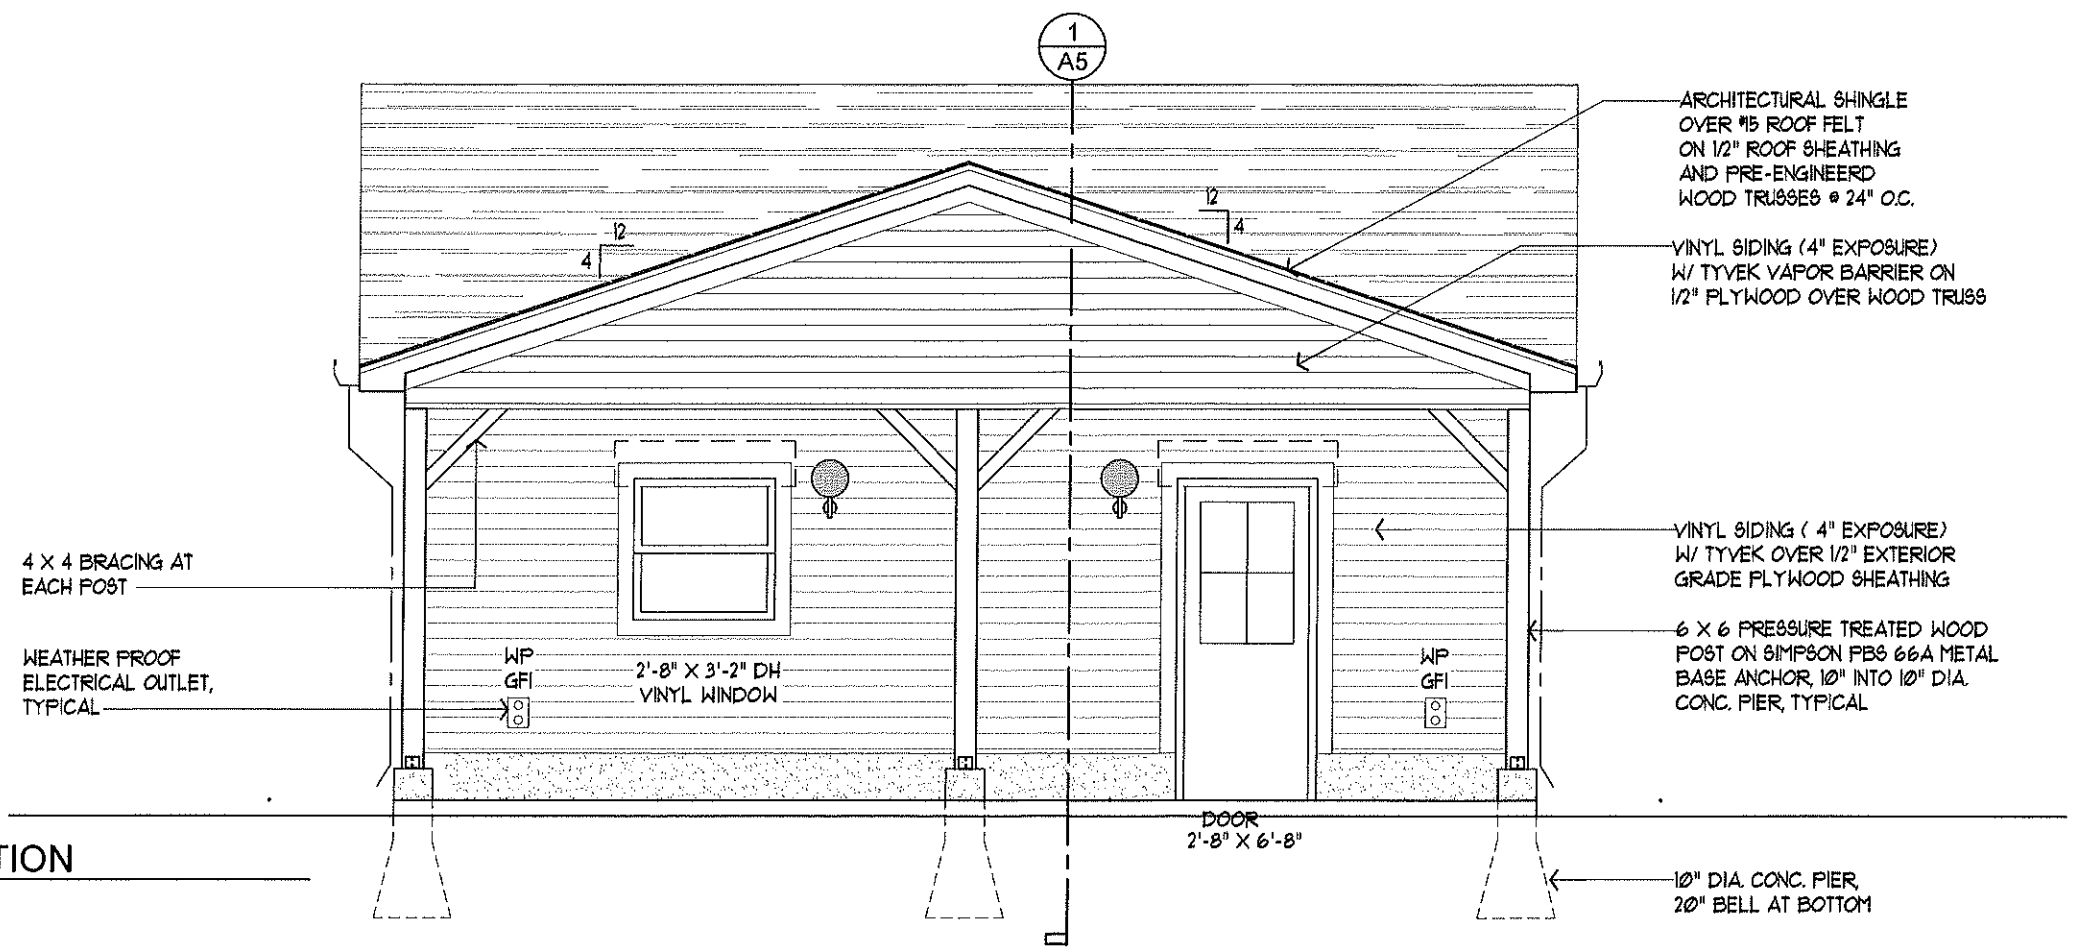 1
A5
ARCHITECTURAL SHINGLE
OVER #15 ROOF FELT
ON 1/2" ROOF SHEATHING
AND PRE-ENGINEERD
WOOD TRUSSES @ 24" O.C.
12
4
12
4
VINYL SIDING (4" EXPOSURE)
W/ TYVEK VAPOR BARRIER ON
1/2" PLYWOOD OVER WOOD TRUSS
4 X 4 BRACING AT
EACH POST
VINYL SIDING ( 4" EXPOSURE)
W/ TYVEK OVER 1/2" EXTERIOR
GRADE PLYWOOD SHEATHING
WEATHER PROOF
ELECTRICAL OUTLET,
TYPICAL
WP
GFI
2'-8" X 3'-2" DH
VINYL WINDOW
WP
GFI
6 X 6 PRESSURE TREATED WOOD
POST ON SIMPSON PBS 66A METAL
BASE ANCHOR, 10" INTO 10" DIA.
CONC. PIER, TYPICAL
DOOR
2'-8" X 6'-8"
TION
10" DIA. CONC. PIER,
20" BELL AT BOTTOM